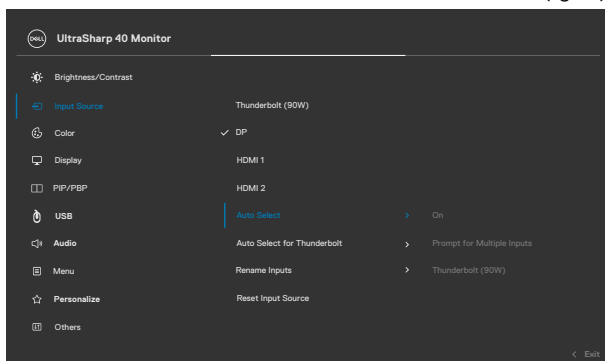 DELL UltraSharp 40 Monitor
Brightness/Contrast
Input Source Thunderbolt (90W)
Color DP
Display HDMI 1
PIP/PBP HDMI 2
USB Auto Select > On
Audio Auto Select for Thunderbolt > Prompt for Multiple Inputs
Menu Rename Inputs > Thunderbolt (90W)
Personalize Reset Input Source
Others
< Exit